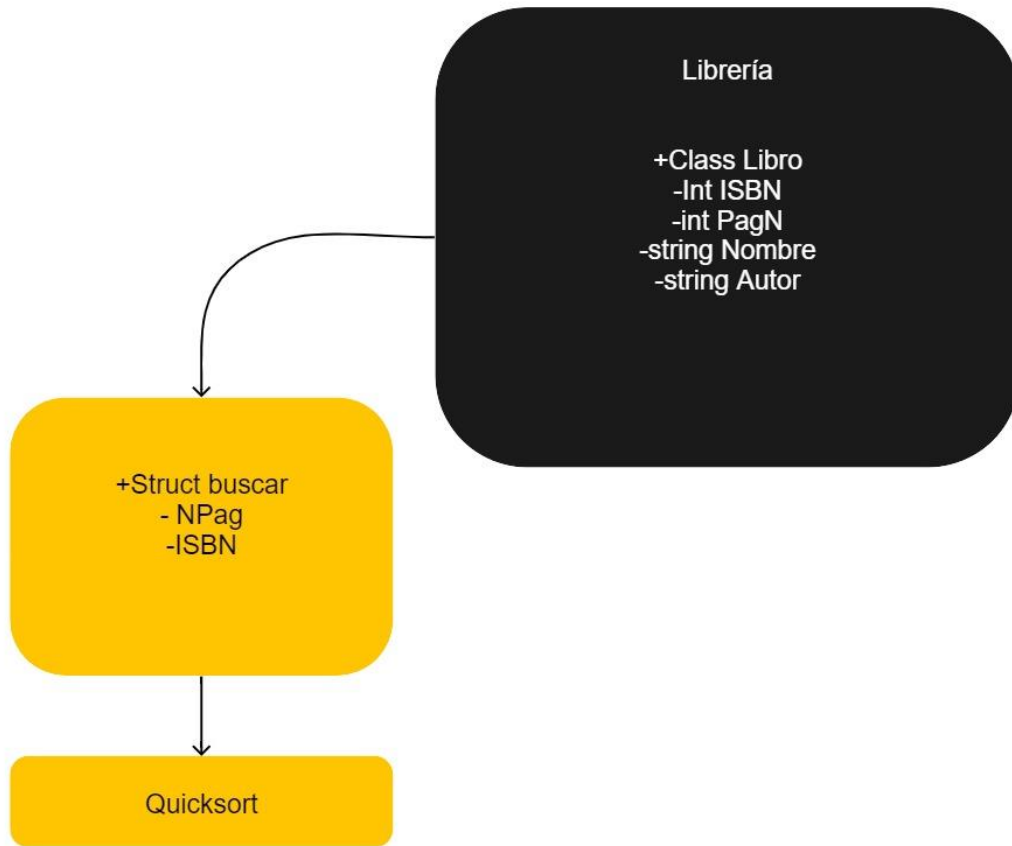 Librería
+Class Libro
-Int ISBN
-int PagN
-string Nombre
-string Autor
+Struct buscar
- NPag
-ISBN
Quicksort